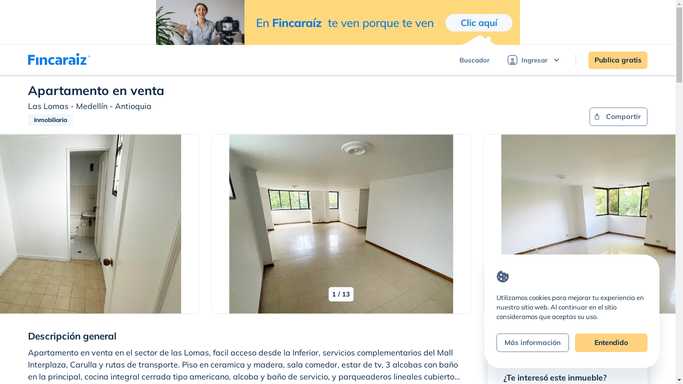 En Fincaraíz te ven porque te ven
Clic aquí
Fincaraiz
Buscador
Ingresar
Publica gratis
Apartamento en venta
Las Lomas - Medellín - Antioquia
Inmobiliaria
Compartir
1 / 13
Descripción general
Apartamento en venta en el sector de las Lomas, facil acceso desde la Inferior, servicios complementarios del Mall
Interplaza, Carulla y rutas de transporte. Piso en ceramica y madera, sala comedor, estar de tv, 3 alcobas con baño
en la principal, cocina integral cerrada tipo americano, alcoba y baño de servicio, y parqueaderos lineales cubierto...
Utilizamos cookies para mejorar tu experiencia en
nuestro sitio web. Al continuar en el sitio
consideramos que aceptas su uso.
Más información
Entendido
¿Te interesó este inmueble?